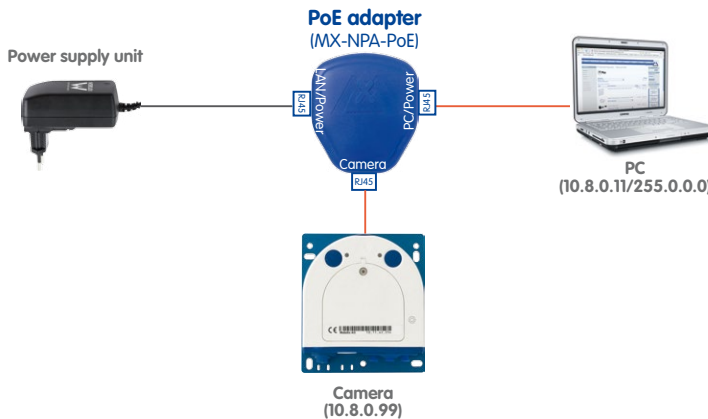 PoE adapter
(MX-NPA-PoE)
Power supply unit
LAN/Power
PC/Power
RJ45
RJ45
Camera
RJ45
PC
(10.8.0.11/255.0.0.0)
Camera
(10.8.0.99)